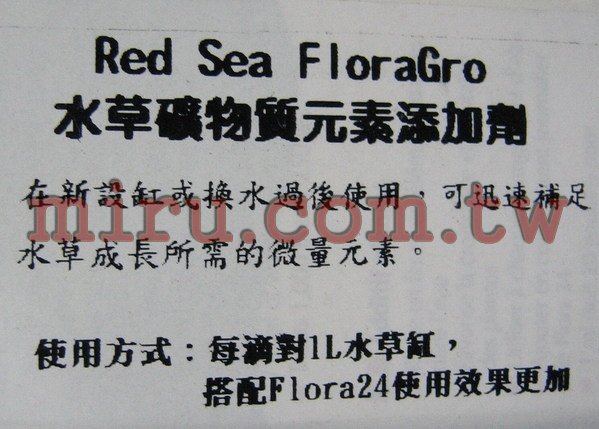 Red Sea FloraGro
水草礦物質元素添加劑
在新設缸或換水過後使用，可迅速補足
miru.com.tw
水草成長所需的微量元素。
使用方式：每滴對1L水草缸，
搭配Flora24使用效果更加